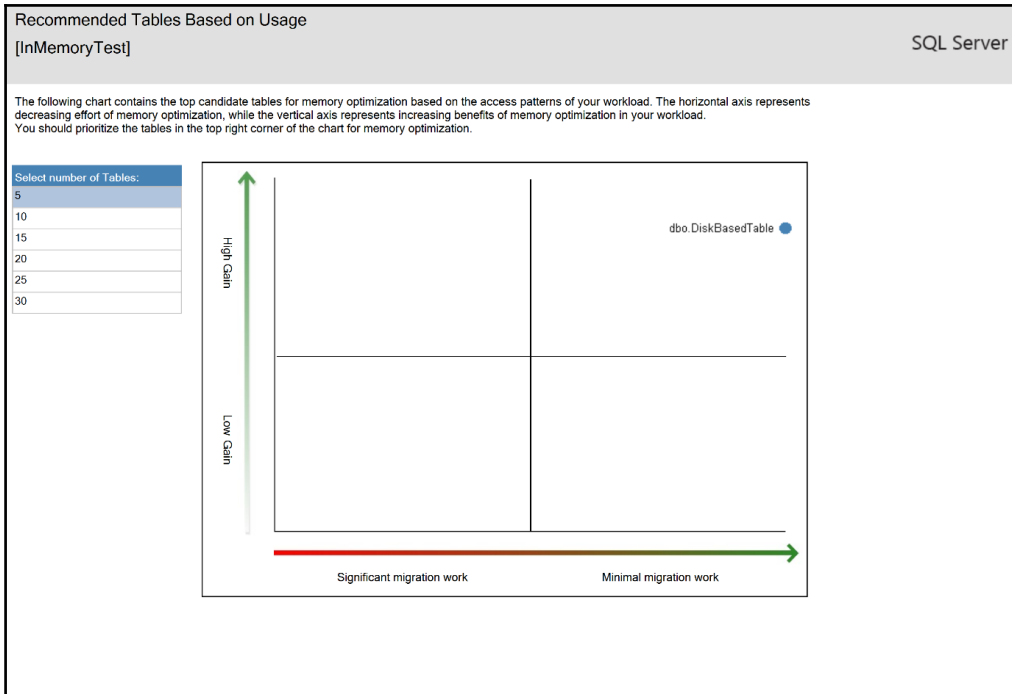 Recommended Tables Based on Usage
[InMemoryTest]
SQL Server
The following chart contains the top candidate tables for memory optimization based on the access patterns of your workload. The horizontal axis represents
decreasing effort of memory optimization, while the vertical axis represents increasing benefits of memory optimization in your workload.
You should prioritize the tables in the top right corner of the chart for memory optimization.
Select number of Tables:
5
10
15
20
25
30
High Gain
Low Gain
dbo.DiskBasedTable
Significant migration work
Minimal migration work